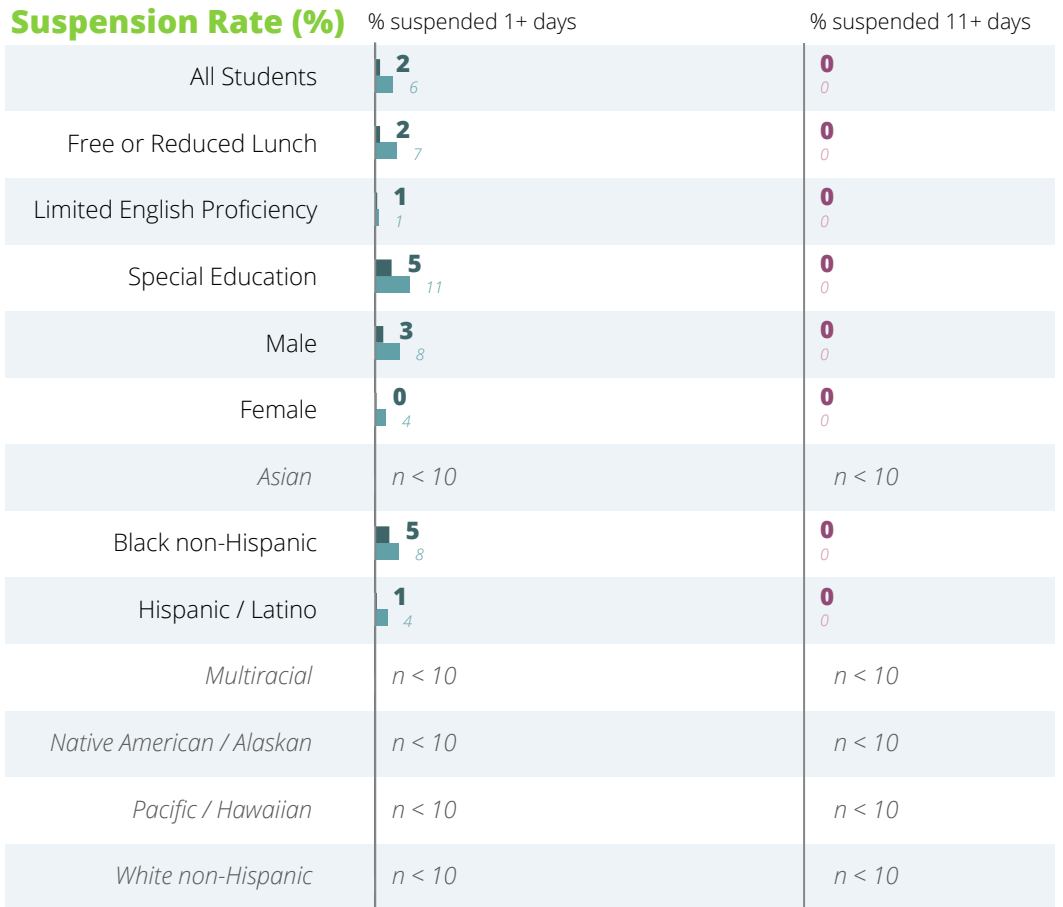 Suspension Rate (%) % suspended 1+ days % suspended 11+ days
All Students 2 0
6 0
Free or Reduced Lunch 2 0
7 0
Limited English Proficiency 1 0
1 0
Special Education 5 0
11 0
Male 3 0
8 0
Female 0 0
4 0
Asian n < 10 n < 10
Black non-Hispanic 5 0
8 0
Hispanic / Latino 1 0
4 0
Multiracial n < 10 n < 10
Native American / Alaskan n < 10 n < 10
Pacific / Hawaiian n < 10 n < 10
White non-Hispanic n < 10 n < 10